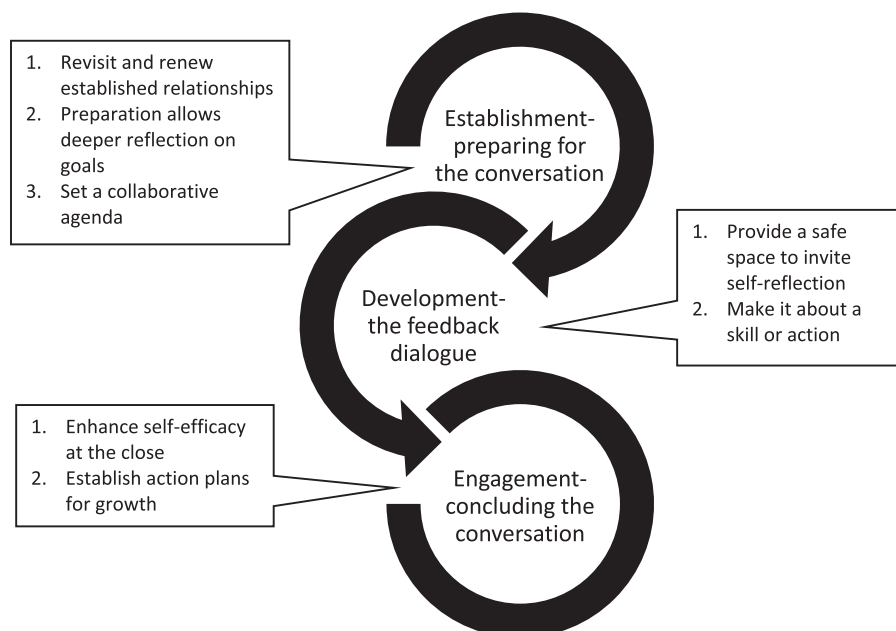 1. Revisit and renew
established relationships
2. Preparation allows
deeper reflection on
goals
3. Set a collaborative
agenda
Establishment-
preparing for
the conversation
1. Provide a safe
space to invite
self-reflection
2. Make it about a
skill or action
Development-
the feedback
dialogue
1. Enhance self-efficacy
at the close
2. Establish action plans
for growth
Engagement-
concluding the
conversation